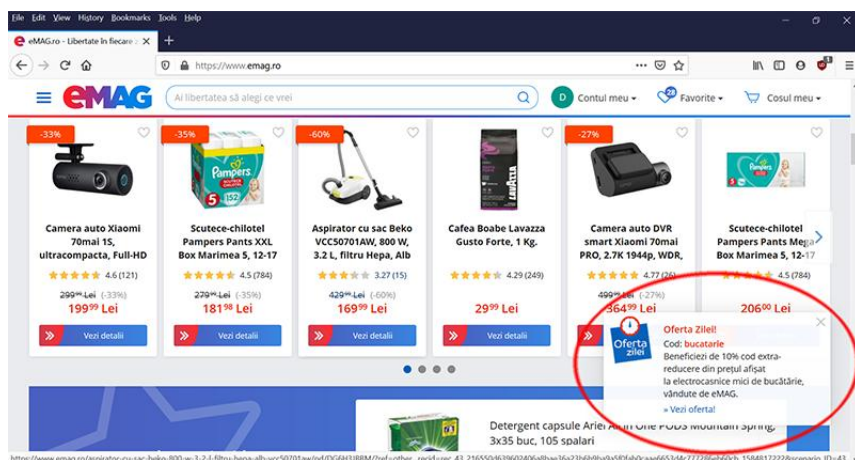 File Edit View History Bookmarks Tools Help
eMAG.ro - Libertate în fiecare z
https://www.emag.ro
eMAG
Ai libertatea să alegi ce vrei
D Contul meu
28 Favorite
Cosul meu
-33%
-35%
-60%
-27%
Pampers
5 152
LAVAZZA
Pampers
5
Camera auto Xiaomi
70mai 1S,
ultracompacta, Full-HD
4.6 (121)
299⁹⁹ Lei (-33%)
199⁹⁹ Lei
Vezi detalii
Scutece-chilotel
Pampers Pants XXL
Box Marimea 5, 12-17
4.5 (784)
279⁹⁹ Lei (-35%)
181⁹⁸ Lei
Vezi detalii
Aspirator cu sac Beko
VCC50701AW, 800 W,
3.2 L, filtru Hepa, Alb
3.27 (15)
429⁹⁹ Lei (-60%)
169⁹⁹ Lei
Vezi detalii
Cafea Boabe Lavazza
Gusto Forte, 1 Kg.
4.29 (249)
29⁹⁹ Lei
Vezi detalii
Camera auto DVR
smart Xiaomi 70mai
PRO, 2.7K 1944p, WDR,
4.77 (26)
499⁹⁹ Lei (-27%)
364⁹⁹ Lei
Scutece-chilotel
Pampers Pants Mega
Box Marimea 5, 12-17
4.5 (784)
206⁰⁰ Lei
Oferta
zilei
Oferta Zilei!
Cod: bucatarie
Beneficiezi de 10% cod extra-
reducere din prețul afișat
la electrocasnice mici de bucătărie,
vândute de eMAG.
» Vezi oferta!
Detergent capsule Ariel All in One PODS Mountain Spring,
3x35 buc, 105 spalari